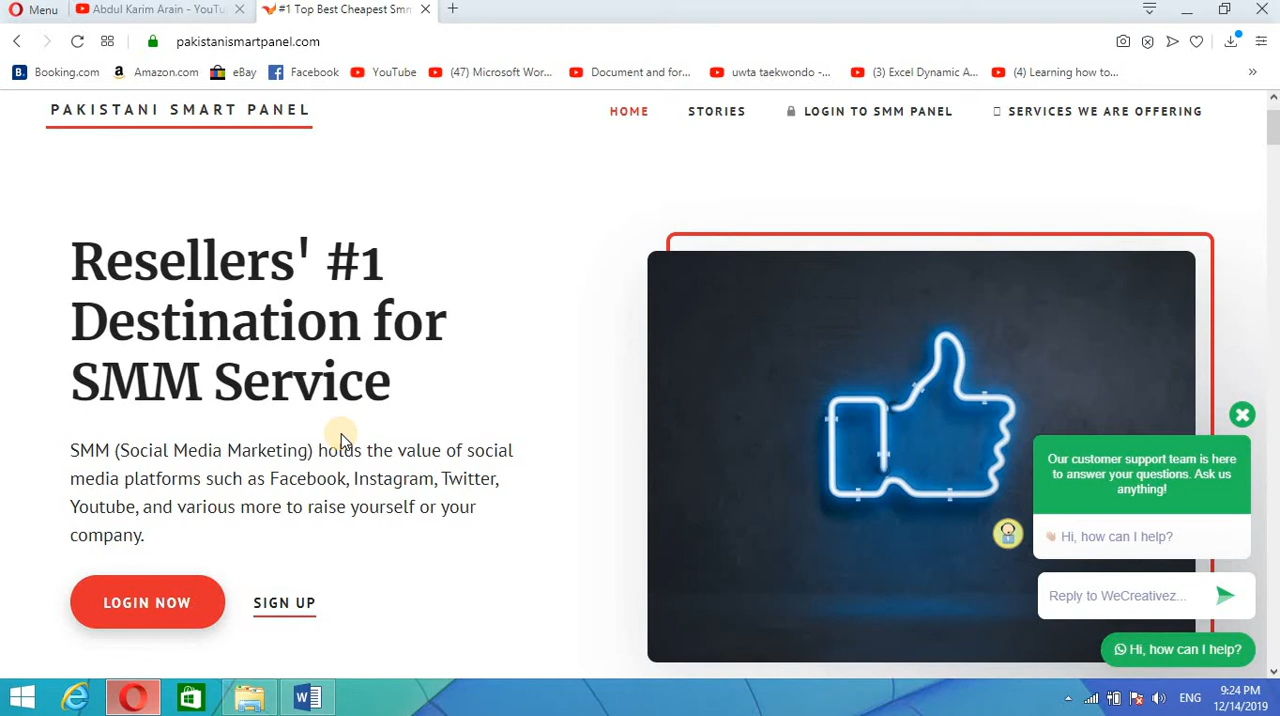 Menu
Abdul Karim Arain - YouTu
#1 Top Best Cheapest Smn
pakistanismartpanel.com
B.
Booking.com
Amazon.com
eBay
Facebook
YouTube
(47) Microsoft Wor...
Document and for...
uwta taekwondo -...
(3) Excel Dynamic A...
(4) Learning how to...
PAKISTANI SMART PANEL
HOME
STORIES
LOGIN TO SMM PANEL
SERVICES WE ARE OFFERING
Resellers' #1
Destination for
SMM Service
SMM (Social Media Marketing) holds the value of social
media platforms such as Facebook, Instagram, Twitter,
Youtube, and various more to raise yourself or your
company.
LOGIN NOW
SIGN UP
Our customer support team is here
to answer your questions. Ask us
anything!
Hi, how can I help?
Reply to WeCreativez...
Hi, how can I help?
ENG
9:24 PM
12/14/2019